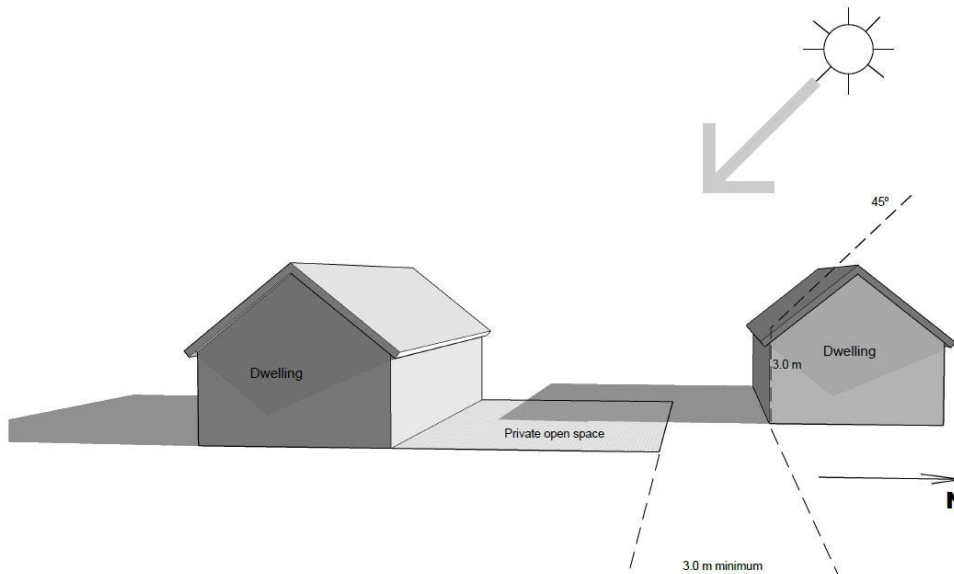 45º
Dwelling
Dwelling
3.0 m
Private open space
N
3.0 m minimum